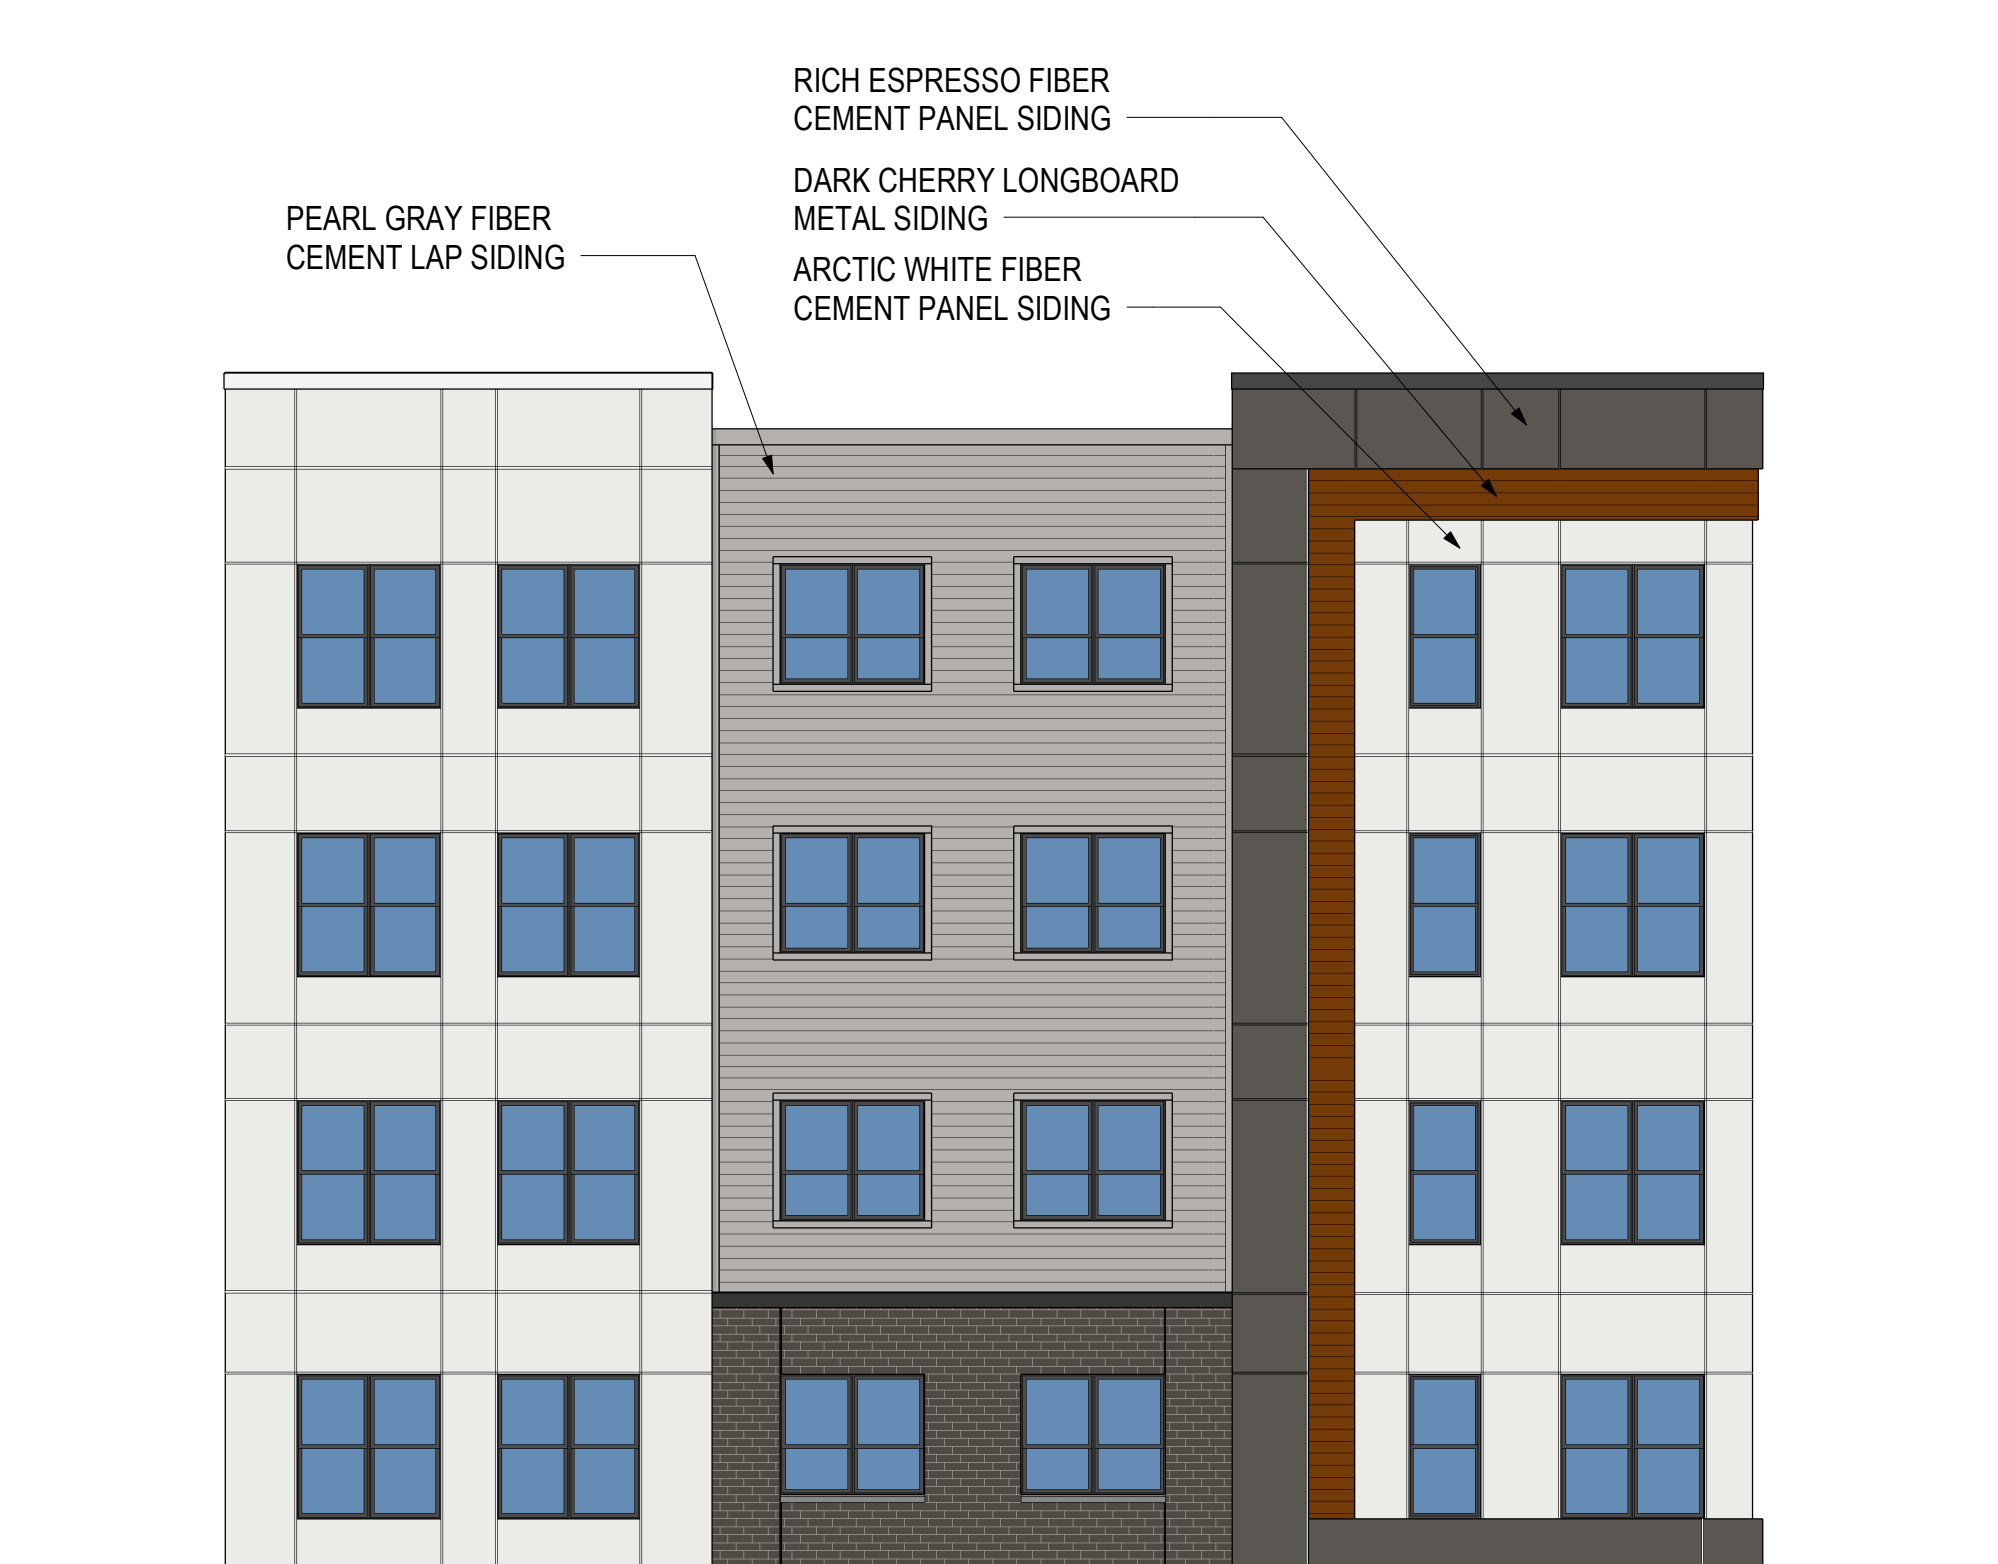 RICH ESPRESSO FIBER
CEMENT PANEL SIDING
DARK CHERRY LONGBOARD
METAL SIDING
PEARL GRAY FIBER
CEMENT LAP SIDING
ARCTIC WHITE FIBER
CEMENT PANEL SIDING